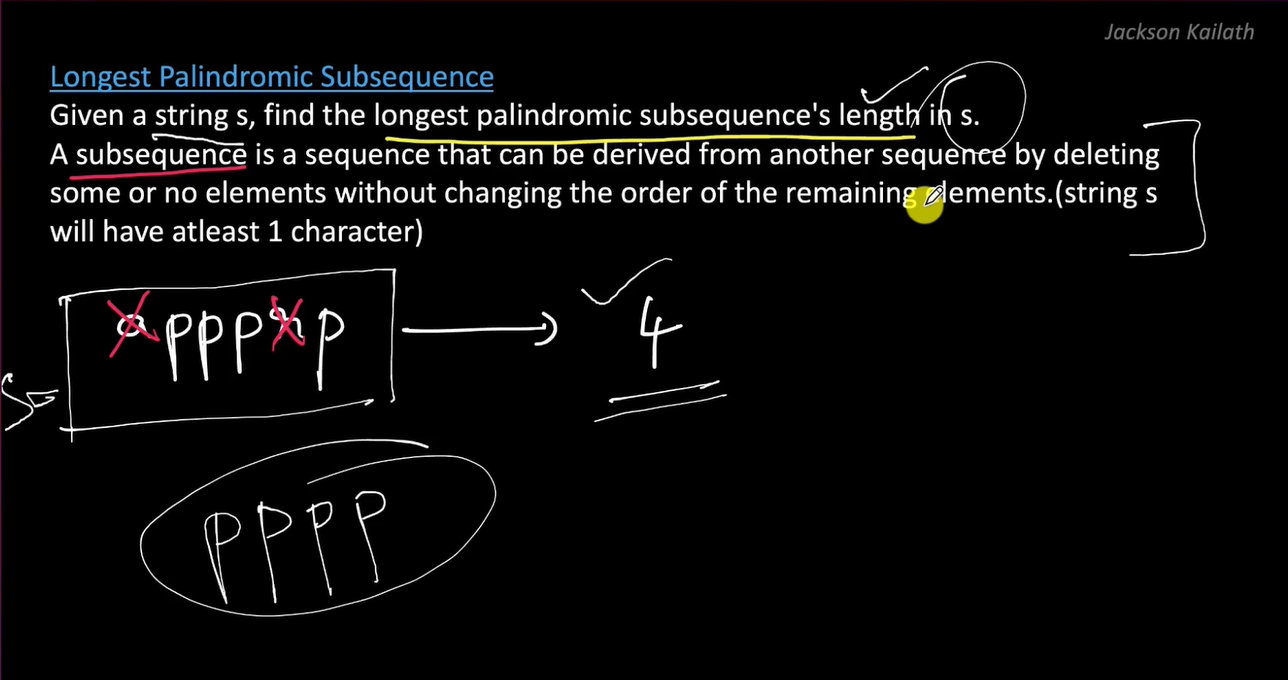 Jackson Kailath
Longest Palindromic Subsequence
Given a string s, find the longest palindromic subsequence's length in s.
A subsequence is a sequence that can be derived from another sequence by deleting
some or no elements without changing the order of the remaining elements.(string s
will have atleast 1 character)
s= apppnp 4
pppp